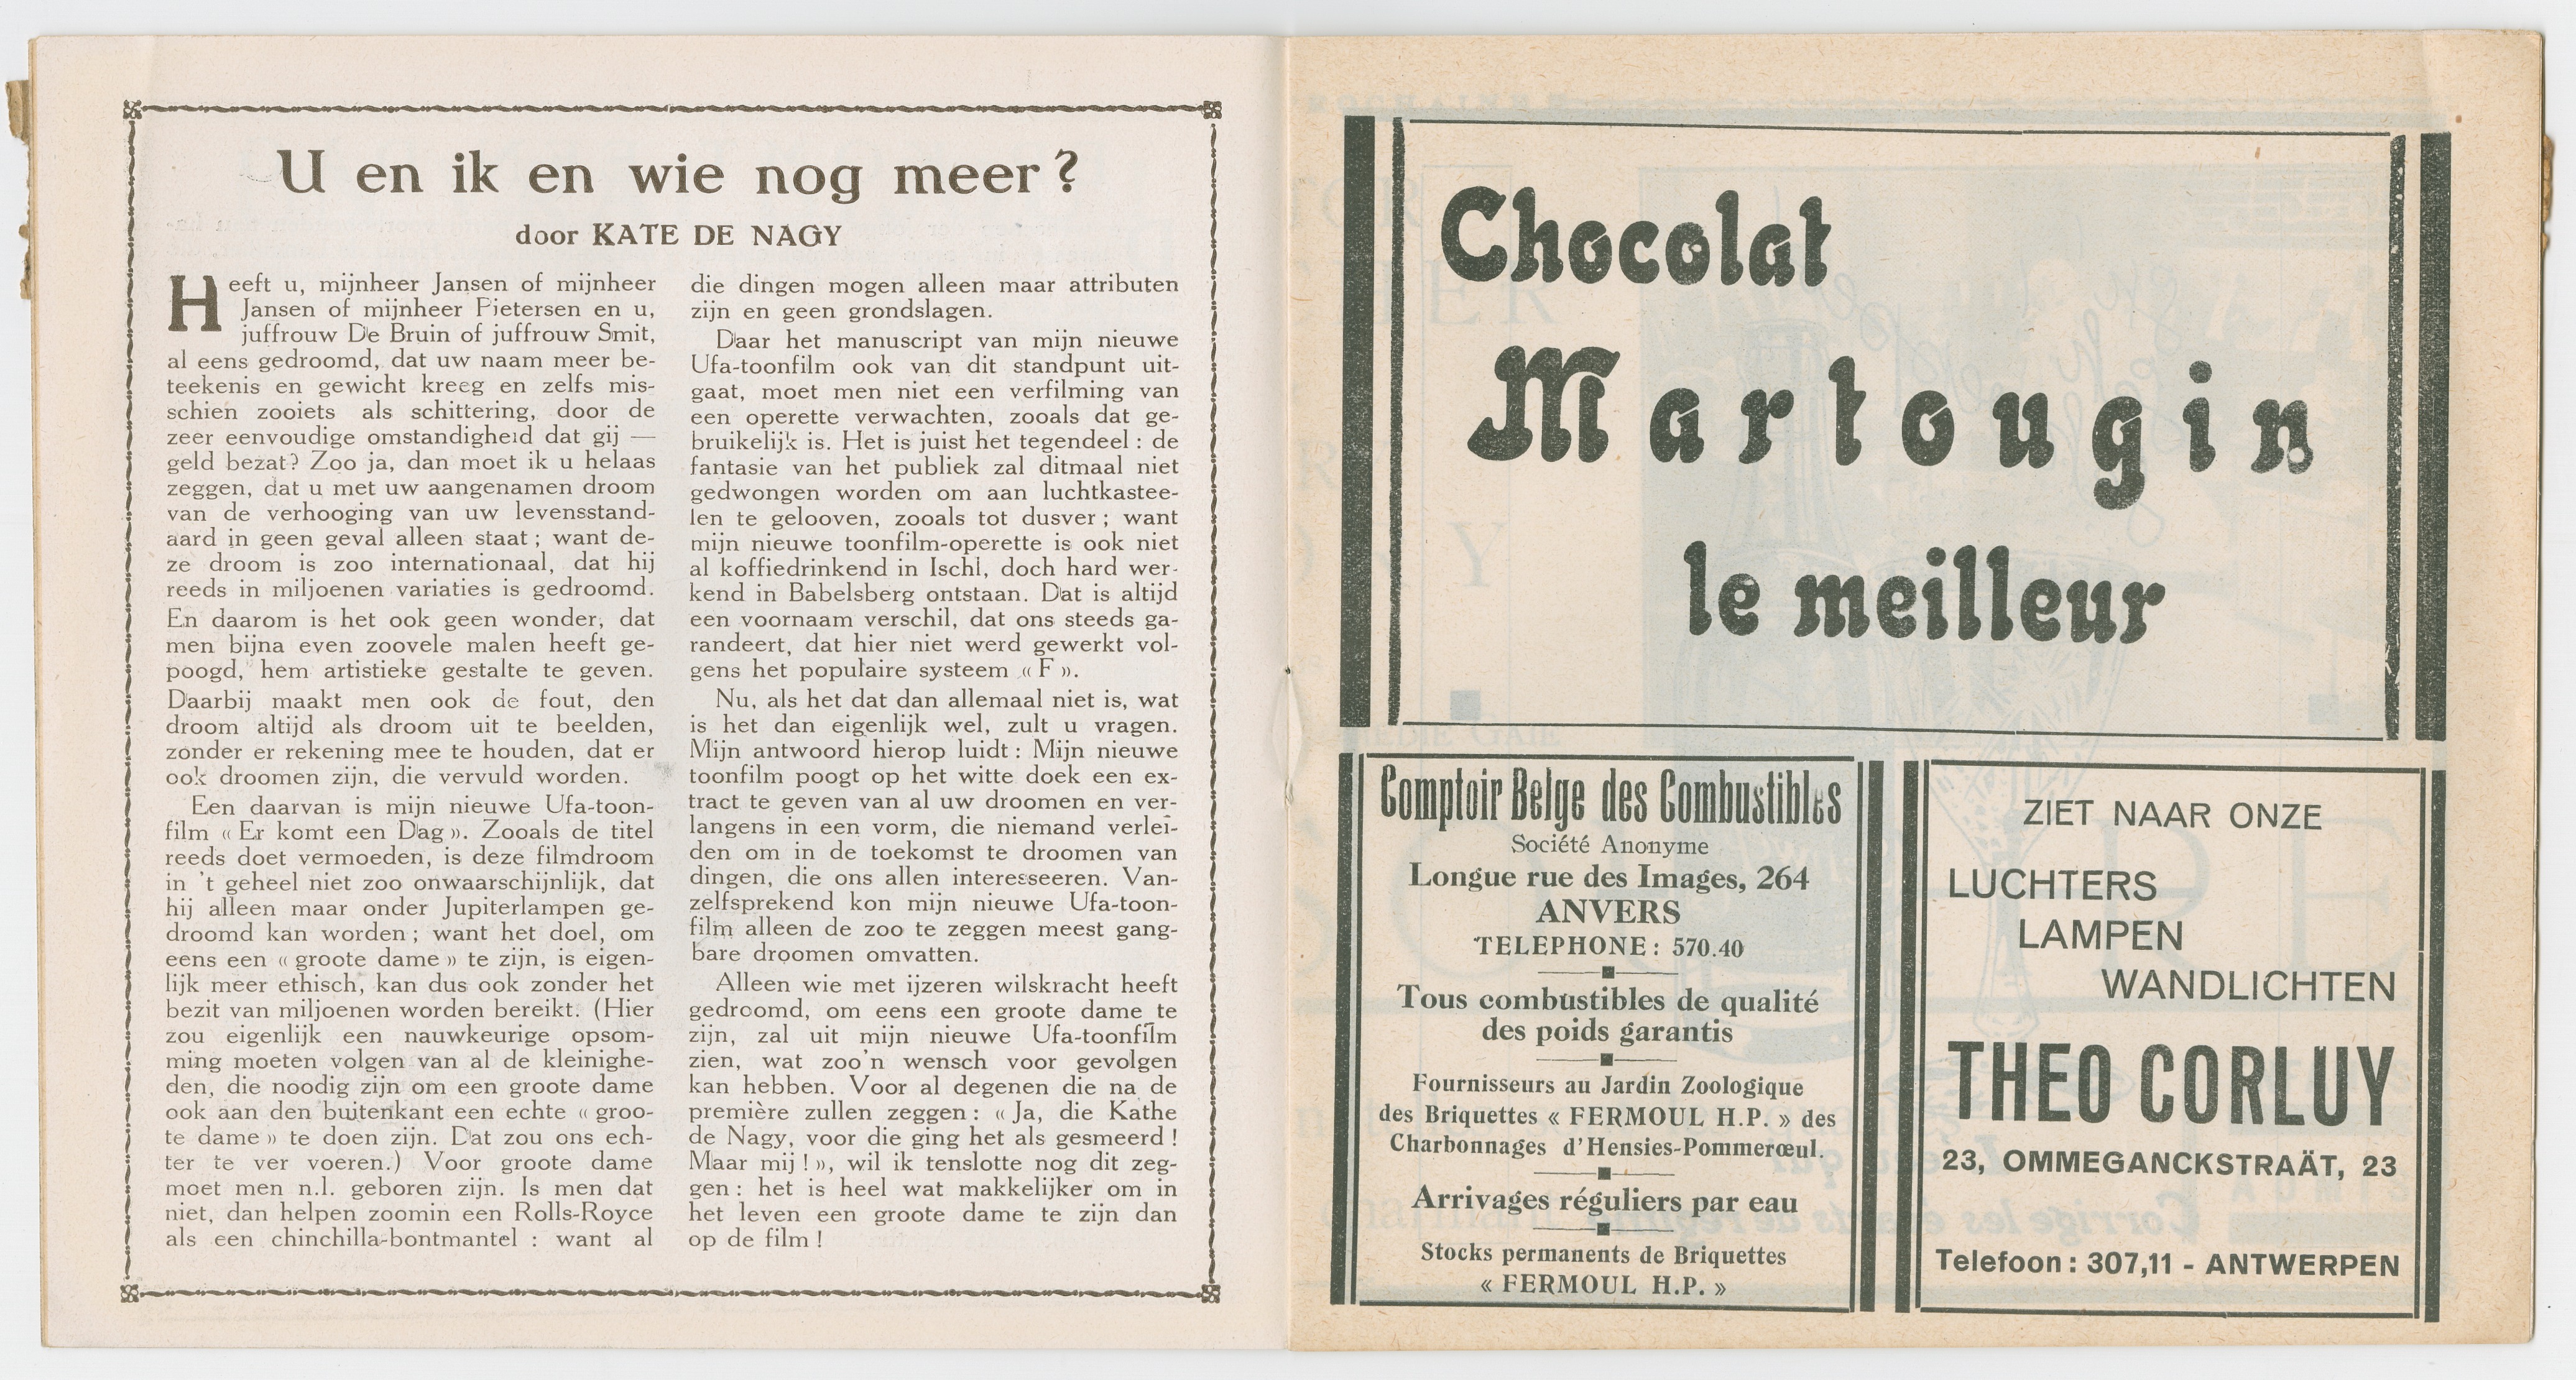 U en ik en wie nog meer ?
door KATE DE NAGY
Heeft u, mijnheer Jansen of mijnheer
Jansen of mijnheer Pietersen en u,
juffrouw De Bruin of juffrouw Smit,
al eens gedroomd, dat uw naam meer be-
teekenis en gewicht kreeg en zelfs mis-
schien zooiets als schittering, door de
zeer eenvoudige omstandigheid dat gij —
geld bezat? Zoo ja, dan moet ik u helaas
zeggen, dat u met uw aangenamen droom
van de verhooging van uw levensstand-
aard in geen geval alleen staat ; want de-
ze droom is zoo internationaal, dat hij
reeds in miljoenen variaties is gedroomd.
En daarom is het ook geen wonder, dat
men bijna even zoovele malen heeft ge-
poogd, hem artistieke gestalte te geven.
Daarbij maakt men ook de fout, den
droom altijd als droom uit te beelden,
zonder er rekening mee te houden, dat er
ook droomen zijn, die vervuld worden.
Een daarvan is mijn nieuwe Ufa-toon-
film « Er komt een Dag ». Zooals de titel
reeds doet vermoeden, is deze filmdroom
in 't geheel niet zoo onwaarschijnlijk, dat
hij alleen maar onder Jupiterlampen ge-
droomd kan worden ; want het doel, om
eens een « groote dame » te zijn, is eigen-
lijk meer ethisch, kan dus ook zonder het
bezit van miljoenen worden bereikt. (Hier
zou eigenlijk een nauwkeurige opsom-
ming moeten volgen van al de kleinighe-
den, die noodig zijn om een groote dame
ook aan den buitenkant een echte « groo-
te dame » te doen zijn. Dat zou ons ech-
ter te ver voeren.) Voor groote dame
moet men n.l. geboren zijn. Is men dat
niet, dan helpen zoomin een Rolls-Royce
als een chinchilla-bontmantel : want al
die dingen mogen alleen maar attributen
zijn en geen grondslagen.
Daar het manuscript van mijn nieuwe
Ufa-toonfilm ook van dit standpunt uit-
gaat, moet men niet een verfilming van
een operette verwachten, zooals dat ge-
bruikelijk is. Het is juist het tegendeel : de
fantasie van het publiek zal ditmaal niet
gedwongen worden om aan luchtkastee-
len te gelooven, zooals tot dusver ; want
mijn nieuwe toonfilm-operette is ook niet
al koffiedrinkend in Ischl, doch hard wer-
kend in Babelsberg ontstaan. Dat is altijd
een voornaam verschil, dat ons steeds ga-
randeert, dat hier niet werd gewerkt vol-
gens het populaire systeem « F ».
Nu, als het dat dan allemaal niet is, wat
is het dan eigenlijk wel, zult u vragen.
Mijn antwoord hierop luidt : Mijn nieuwe
toonfilm poogt op het witte doek een ex-
tract te geven van al uw droomen en ver-
langens in een vorm, die niemand verlei-
den om in de toekomst te droomen van
dingen, die ons allen interesseeren. Van-
zelfsprekend kon mijn nieuwe Ufa-toon-
film alleen de zoo te zeggen meest gang-
bare droomen omvatten.
Alleen wie met ijzeren wilskracht heeft
gedroomd, om eens een groote dame te
zijn, zal uit mijn nieuwe Ufa-toonfilm
zien, wat zoo'n wensch voor gevolgen
kan hebben. Voor al degenen die na de
première zullen zeggen : « Ja, die Kathe
de Nagy, voor die ging het als gesmeerd !
Maar mij ! », wil ik tenslotte nog dit zeg-
gen : het is heel wat makkelijker om in
het leven een groote dame te zijn dan
op de film !
Chocolat
Martougin
le meilleur
Comptoir Belge des Combustibles
Société Anonyme
Longue rue des Images, 264
ANVERS
TELEPHONE : 570.40
Tous combustibles de qualité
des poids garantis
Fournisseurs au Jardin Zoologique
des Briquettes « FERMOUL H.P. » des
Charbonnages d'Hensies-Pommerœul.
Arrivages réguliers par eau
Stocks permanents de Briquettes
« FERMOUL H.P. »
ZIET NAAR ONZE
LUCHTERS
LAMPEN
WANDLICHTEN
THEO CORLUY
23, OMMEGANCKSTRAÄT, 23
Telefoon : 307,11 - ANTWERPEN